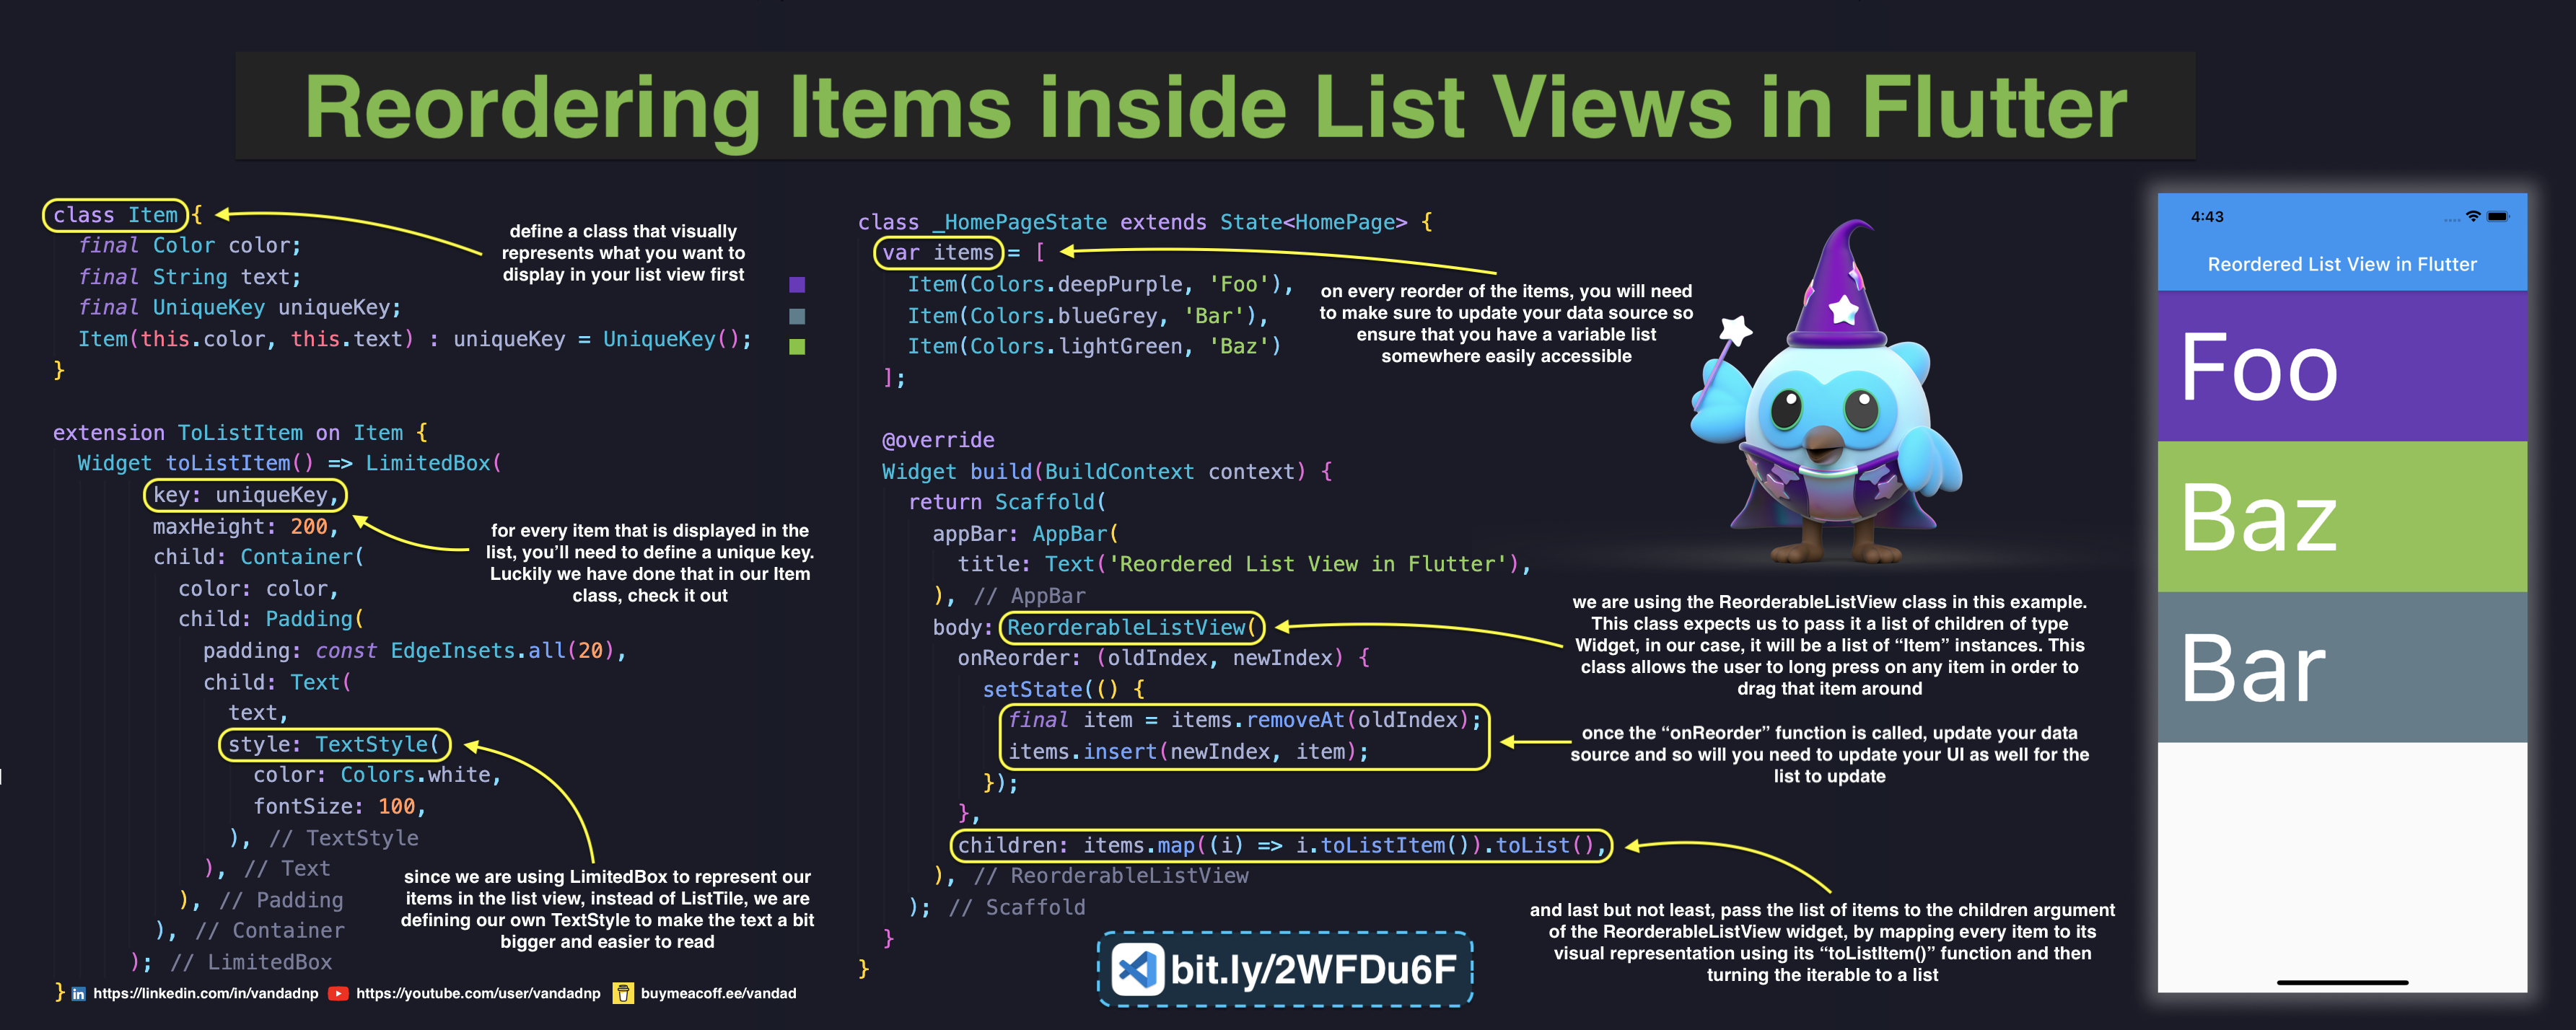 Reordering Items inside List Views in Flutter
class Item {
final Color color;
final String text;
final UniqueKey uniqueKey;
Item(this.color, this.text) : uniqueKey = UniqueKey();
}
define a class that visually
represents what you want to
display in your list view first
extension ToListItem on Item {
Widget toListItem() => LimitedBox(
key: uniqueKey,
maxHeight: 200,
child: Container(
color: color,
child: Padding(
padding: const EdgeInsets.all(20),
child: Text(
text,
style: TextStyle(
color: Colors.white,
fontSize: 100,
), // TextStyle
), // Text
), // Padding
), // Container
); // LimitedBox
}
for every item that is displayed in the
list, you’ll need to define a unique key.
Luckily we have done that in our Item
class, check it out
since we are using LimitedBox to represent our
items in the list view, instead of ListTile, we are
defining our own TextStyle to make the text a bit
bigger and easier to read
https://linkedin.com/in/vandadnp
https://youtube.com/user/vandadnp
buymeacoff.ee/vandad
class _HomePageState extends State<HomePage> {
var items = [
Item(Colors.deepPurple, 'Foo'),
Item(Colors.blueGrey, 'Bar'),
Item(Colors.lightGreen, 'Baz')
];
on every reorder of the items, you will need
to make sure to update your data source so
ensure that you have a variable list
somewhere easily accessible
@override
Widget build(BuildContext context) {
return Scaffold(
appBar: AppBar(
title: Text('Reordered List View in Flutter'),
), // AppBar
body: ReorderableListView(
onReorder: (oldIndex, newIndex) {
setState(() {
final item = items.removeAt(oldIndex);
items.insert(newIndex, item);
});
},
children: items.map((i) => i.toListItem()).toList(),
), // ReorderableListView
); // Scaffold
}
}
we are using the ReorderableListView class in this example.
This class expects us to pass it a list of children of type
Widget, in our case, it will be a list of “Item” instances. This
class allows the user to long press on any item in order to
drag that item around
once the “onReorder” function is called, update your data
source and so will you need to update your UI as well for the
list to update
and last but not least, pass the list of items to the children argument
of the ReorderableListView widget, by mapping every item to its
visual representation using its “toListItem()” function and then
turning the iterable to a list
bit.ly/2WFDu6F
4:43
Reordered List View in Flutter
Foo
Baz
Bar